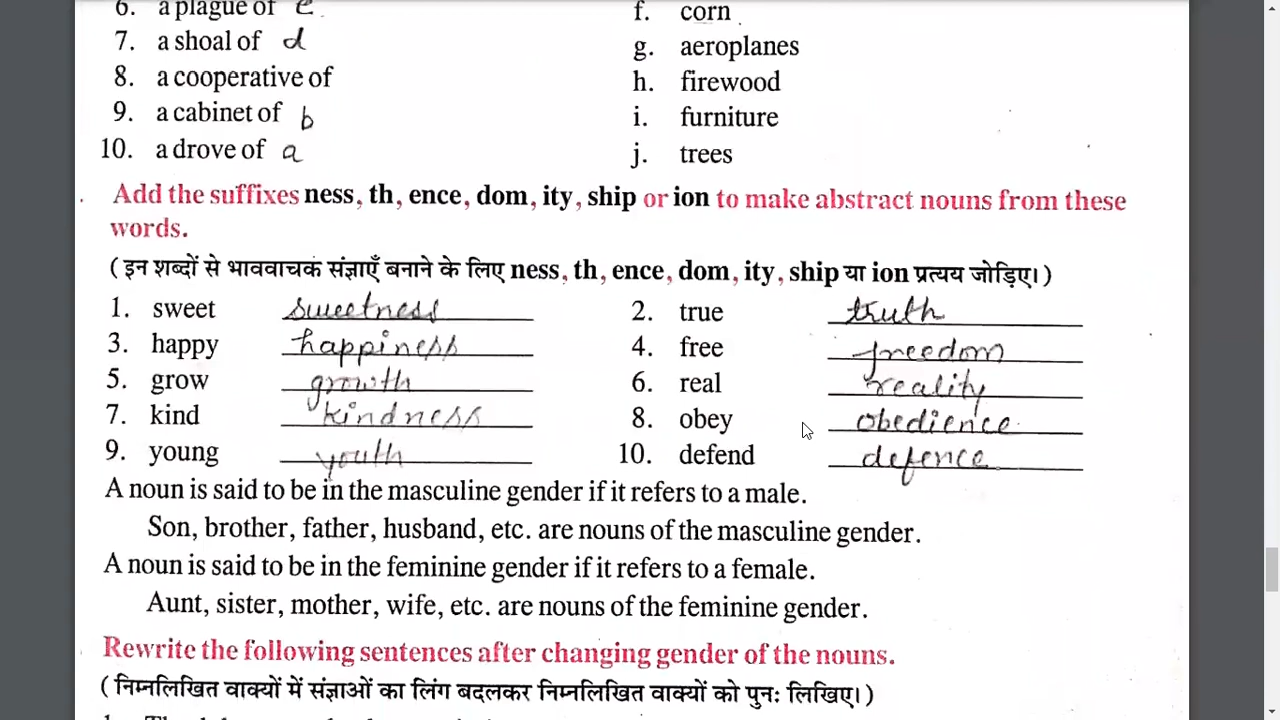 6. a plague of e f. corn
7. a shoal of d g. aeroplanes
8. a cooperative of h. firewood
9. a cabinet of b i. furniture
10. a drove of a j. trees
Add the suffixes ness, th, ence, dom, ity, ship or ion to make abstract nouns from these
words.
( इन शब्दों से भाववाचक संज्ञाएँ बनाने के लिए ness, th, ence, dom, ity, ship या ion प्रत्यय जोड़िए। )
1. sweet sweetness 2. true truth
3. happy happiness 4. free freedom
5. grow growth 6. real reality
7. kind kindness 8. obey obedience
9. young youth 10. defend defence
A noun is said to be in the masculine gender if it refers to a male.
Son, brother, father, husband, etc. are nouns of the masculine gender.
A noun is said to be in the feminine gender if it refers to a female.
Aunt, sister, mother, wife, etc. are nouns of the feminine gender.
Rewrite the following sentences after changing gender of the nouns.
( निम्नलिखित वाक्यों में संज्ञाओं का लिंग बदलकर निम्नलिखित वाक्यों को पुनः लिखिए। )